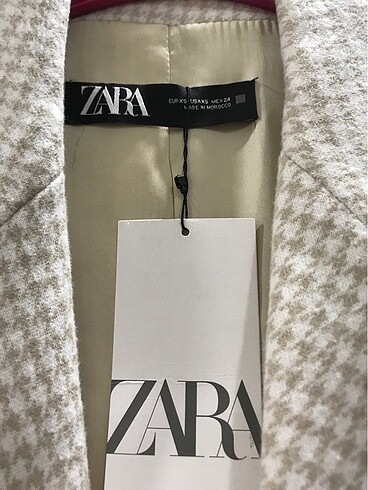 ZARA
EUR XS USA XS MEX 24
MADE IN MOROCCO
ZARA